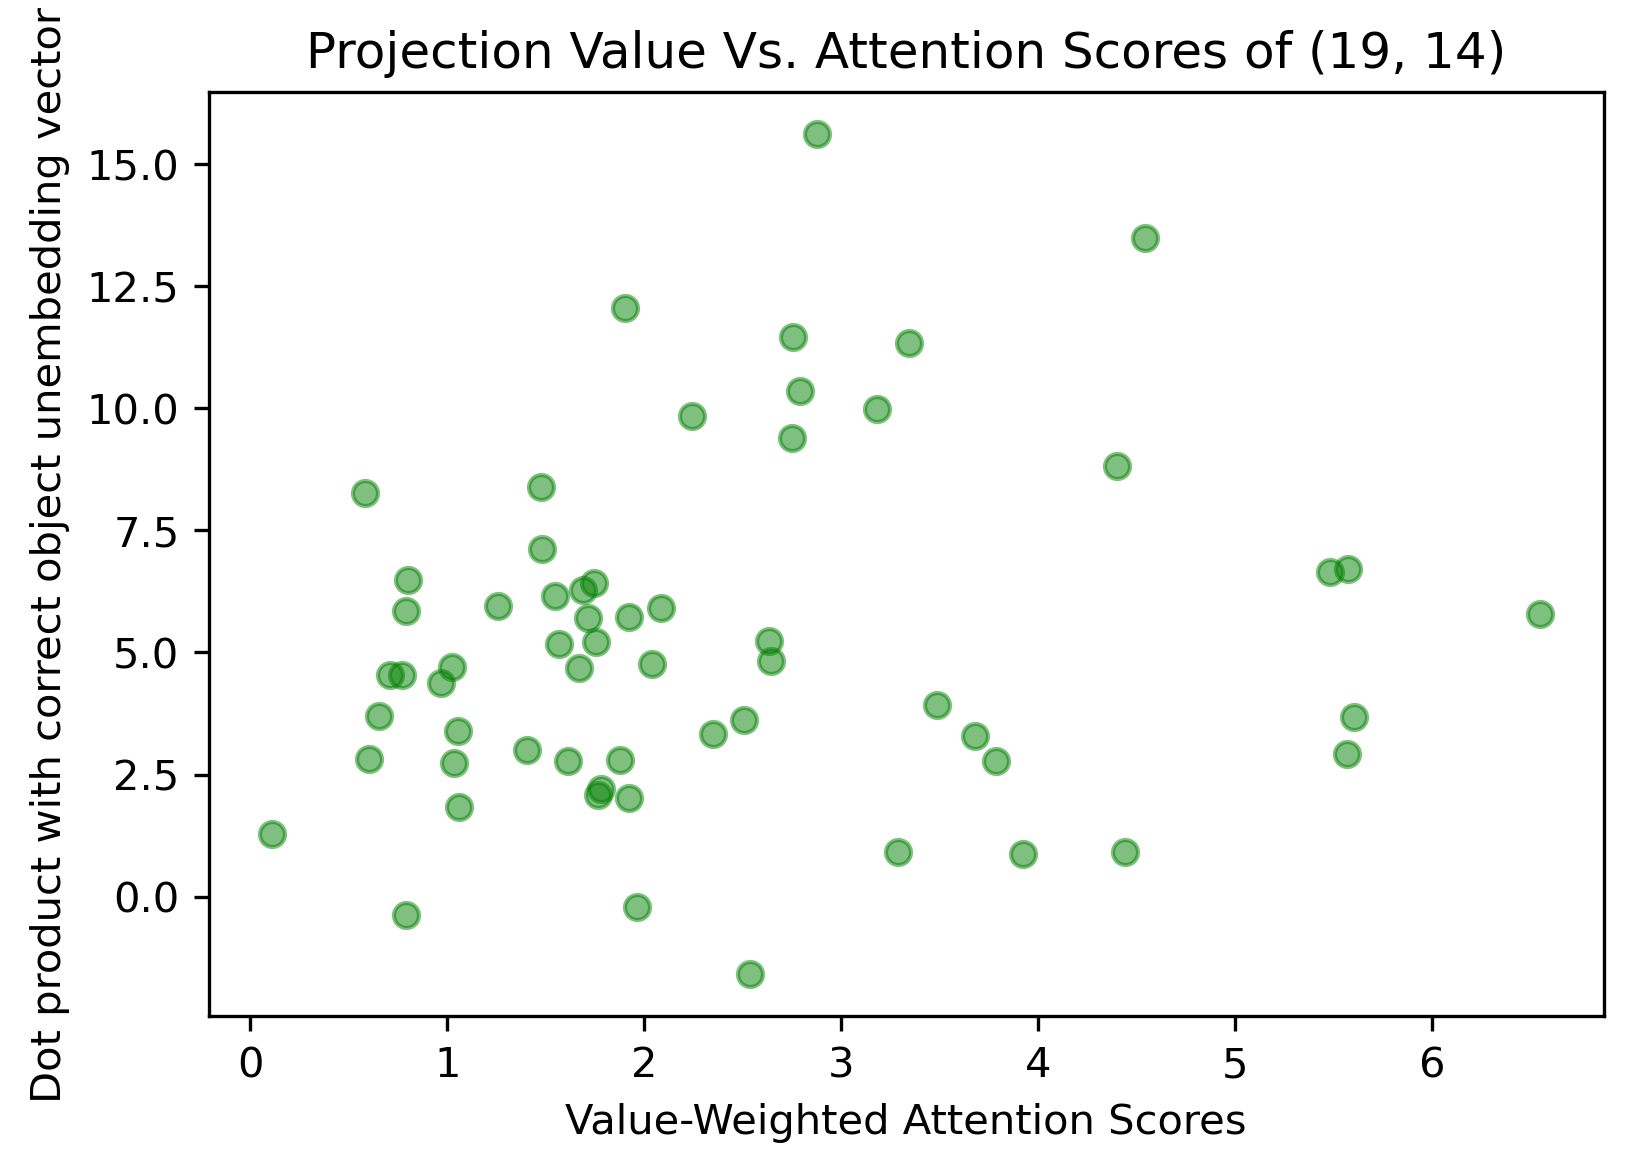 Projection Value Vs. Attention Scores of (19, 14)
Dot product with correct object unembedding vector
15.0
12.5
10.0
7.5
5.0
2.5
0.0
0 1 2 3 4 5 6
Value-Weighted Attention Scores